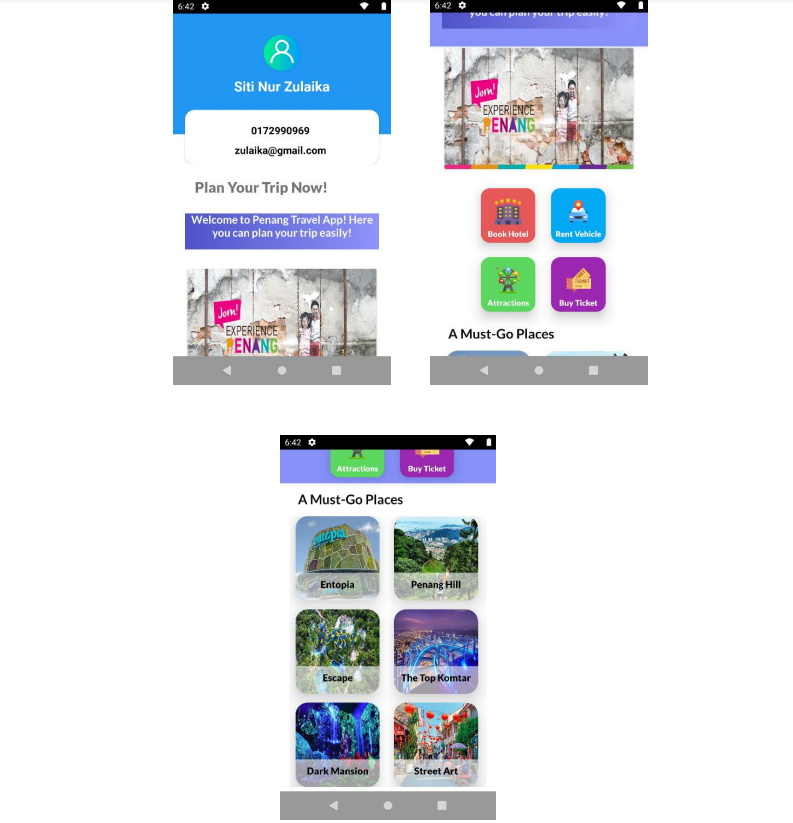 6:42
Siti Nur Zulaika
0172990969
zulaika@gmail.com
Plan Your Trip Now!
Welcome to Penang Travel App! Here
you can plan your trip easily!
Jom!
EXPERIENCE
PENANG
6:42
you can plan your trip easily!
Jom!
EXPERIENCE
PENANG
Book Hotel
Rent Vehicle
Attractions
Buy Ticket
A Must-Go Places
6:42
Attractions
Buy Ticket
A Must-Go Places
entopia
Entopia
Penang Hill
Escape
The Top Komtar
Dark Mansion
Street Art